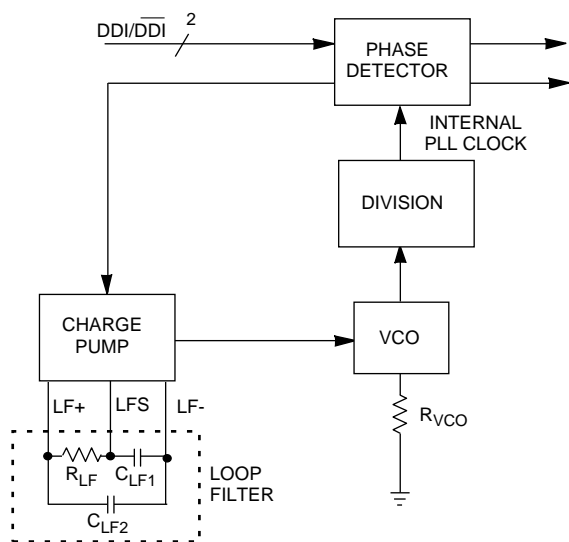 DDI/D̅D̅I̅
2
PHASE
DETECTOR
INTERNAL
PLL CLOCK
DIVISION
CHARGE
PUMP
VCO
LF+
LFS
LF-
RVCO
RLF
CLF1
CLF2
LOOP
FILTER